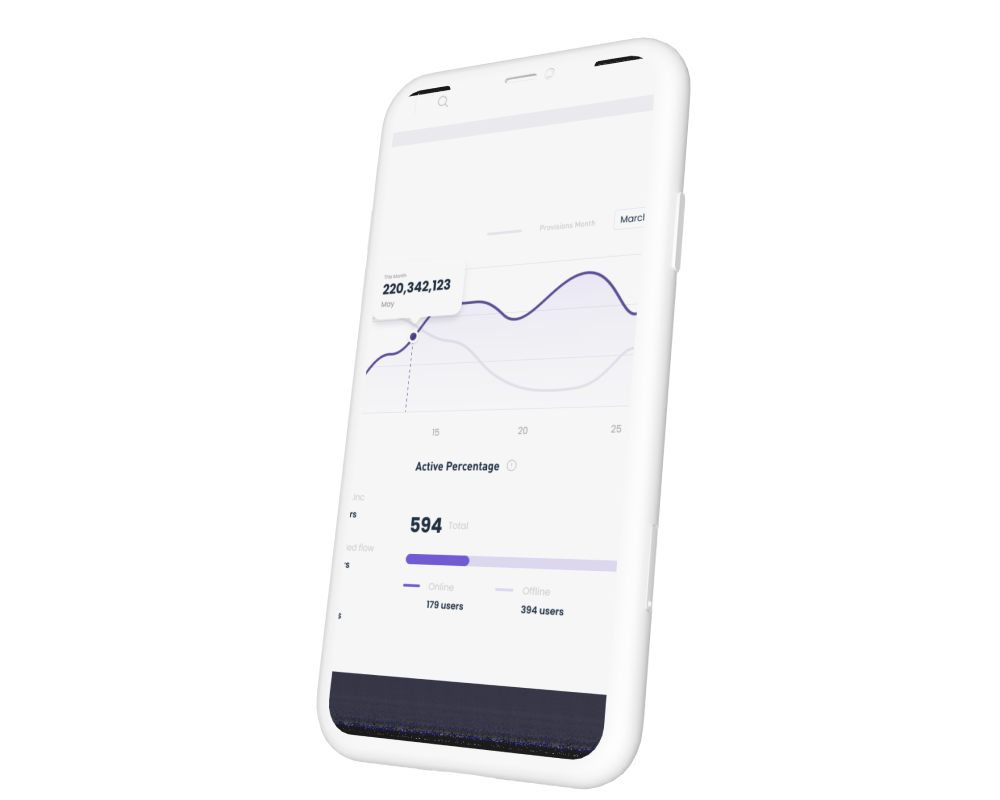 Provisions Month
March
This Month
220,342,123
May
15 20 25
Active Percentage
.inc
rs
594 Total
ed flow
's
Online Offline
179 users 394 users
s